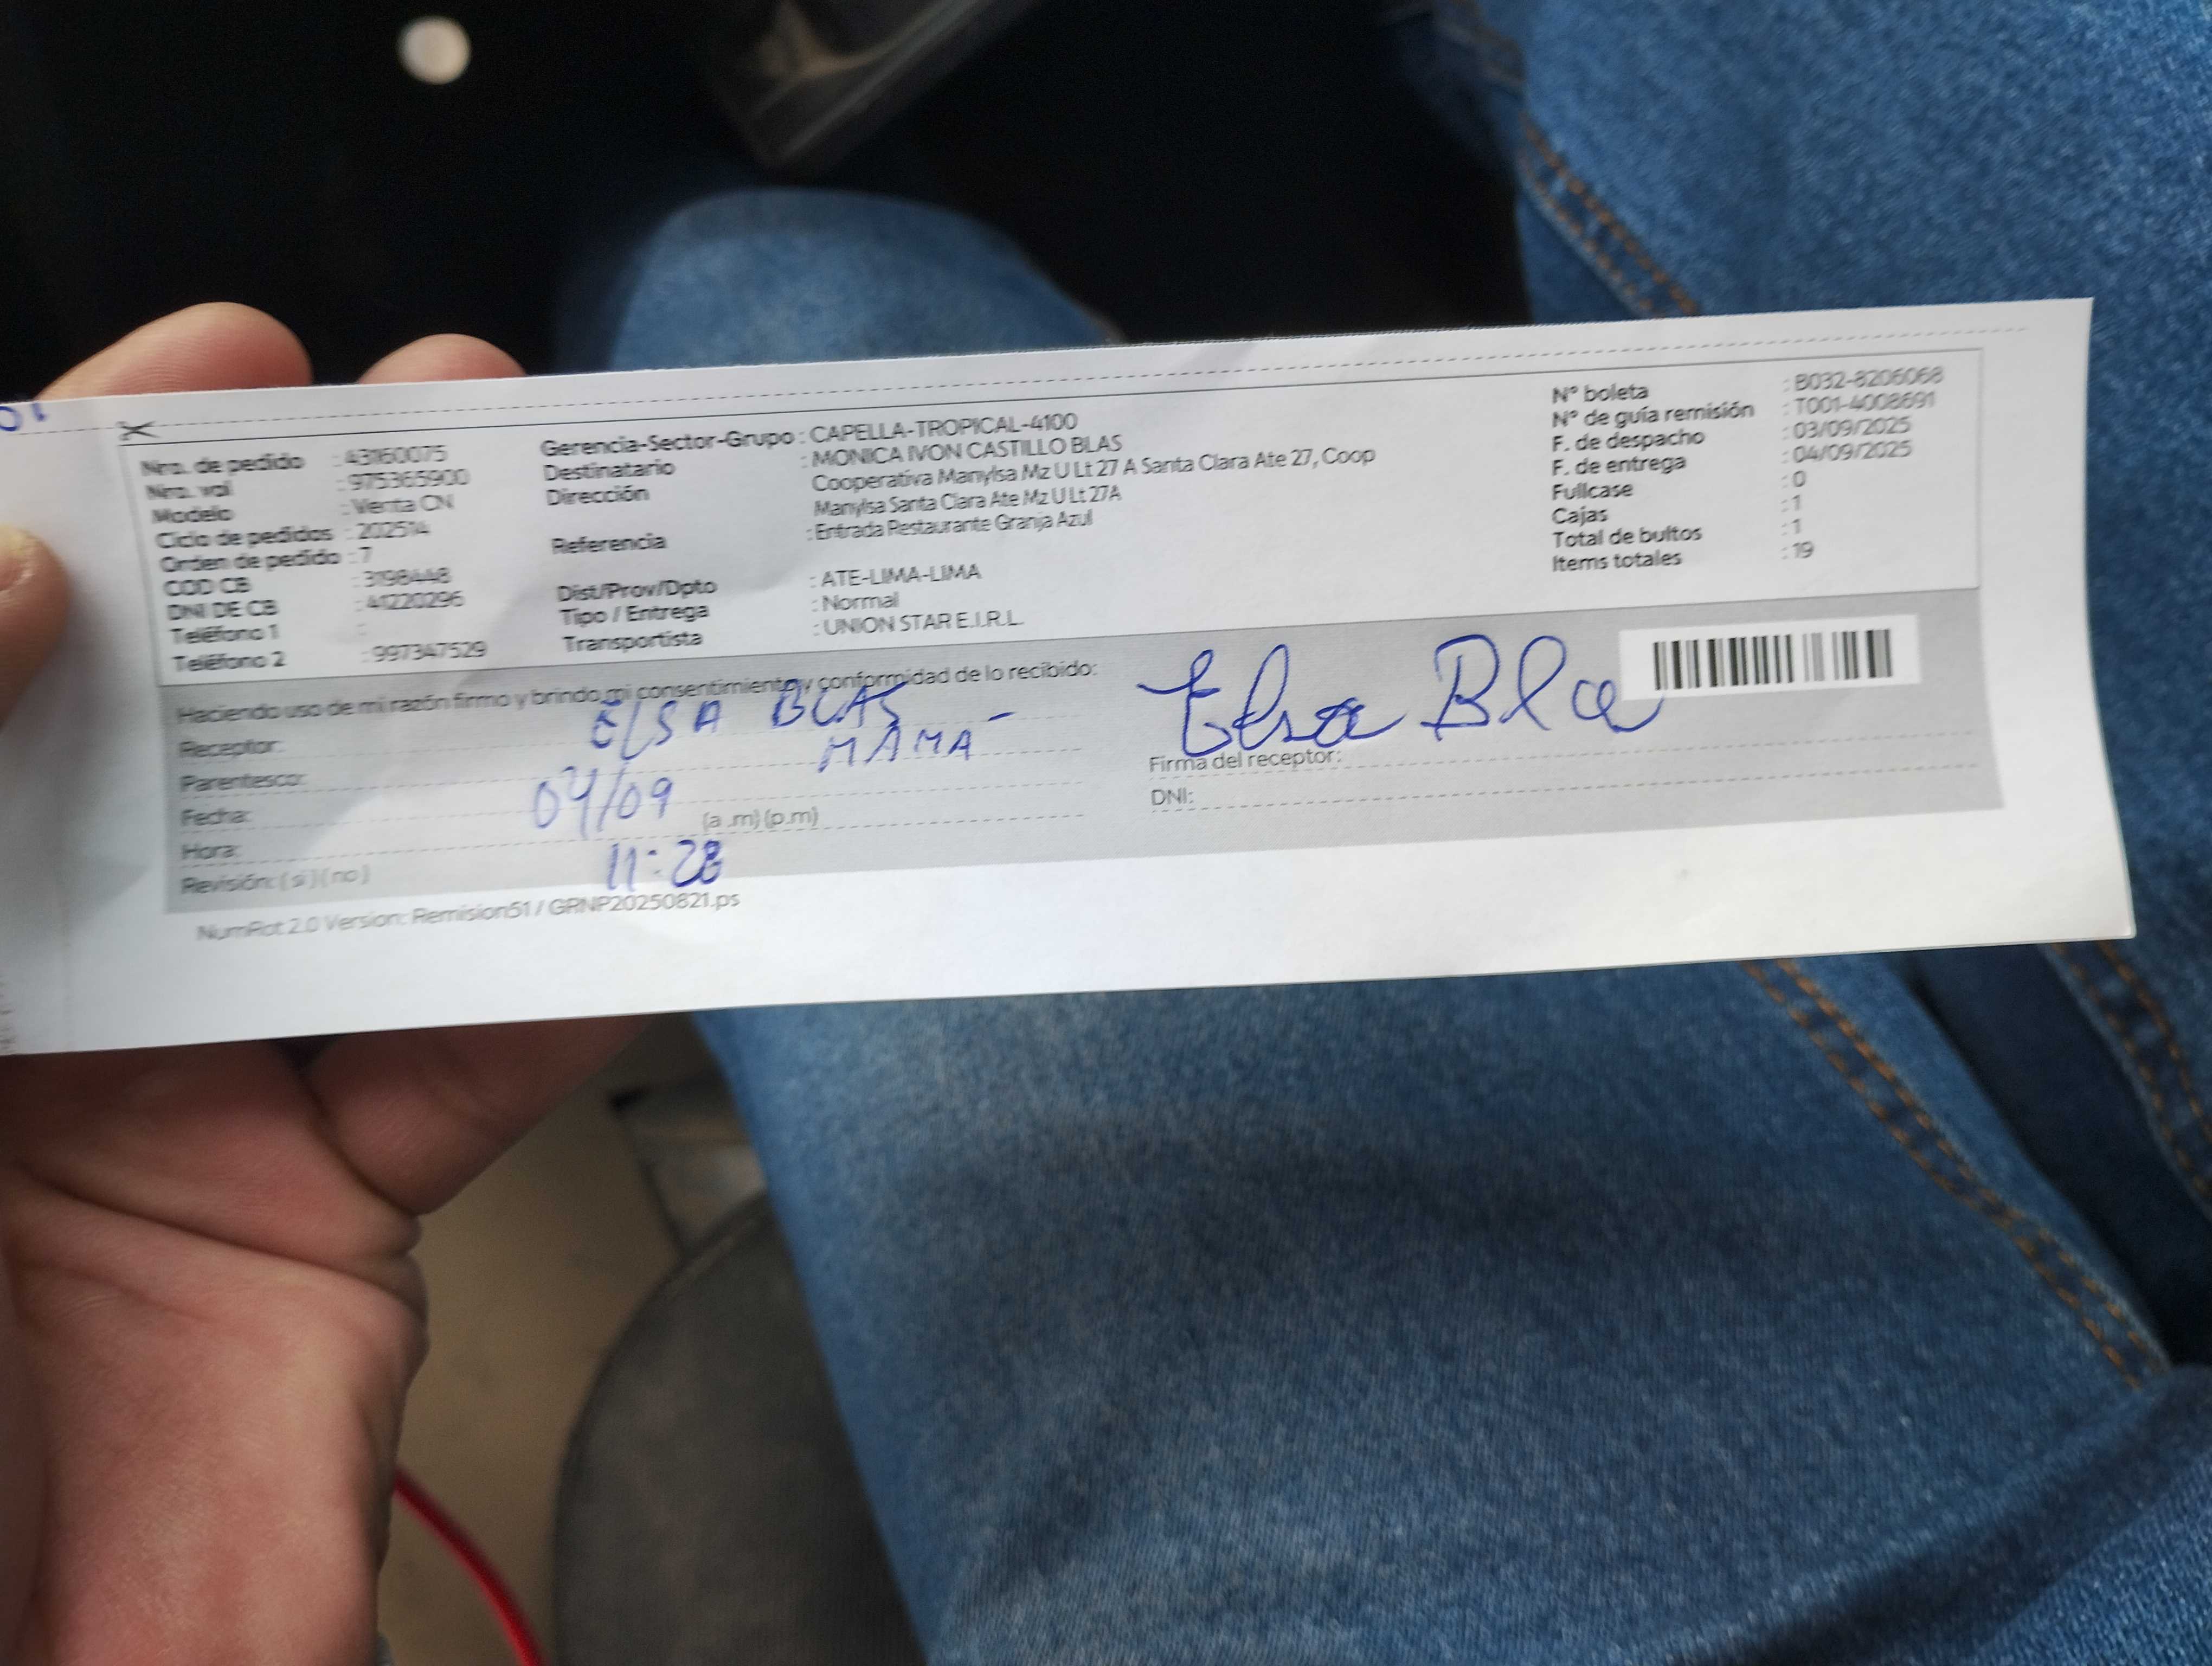 Nro. de pedido : 43160075
Nro. val : 975365900
Modelo : Venta CN
Ciclo de pedidos : 202514
Orden de pedido : 7
COD CB : 3198448
DNI DE CB : 41220296
Teléfono 1 :
Teléfono 2 : 997347529
Gerencia-Sector-Grupo : CAPELLA-TROPICAL-4100
Destinatario : MONICA IVON CASTILLO BLAS
Dirección Cooperativa Manylsa Mz U Lt 27 A Santa Clara Ate 27, Coop
Manylsa Santa Clara Ate Mz U Lt 27A
Referencia : Entrada Restaurante Granja Azul
Dist/Prov/Dpto : ATE-LIMA-LIMA
Tipo / Entrega : Normal
Transportista : UNION STAR E.I.R.L.
Nº boleta : B032-8206068
Nº de guía remisión : T001-4008691
F. de despacho : 03/09/2025
F. de entrega : 04/09/2025
Fullcase : 0
Cajas : 1
Total de bultos : 1
Items totales : 19
Haciendo uso de mi razón firmo y brindo mi consentimiento y conformidad de lo recibido:
Receptor: ELSA BLAS
Parentesco: MAMA -
Fecha: 04/09
Hora: (a .m) (p.m)
11:28
Revisión: ( si ) ( no )
Elsa Bla
Firma del receptor:
DNI:
NumRot 2.0 Version: Remision51 / GRNP20250821.ps